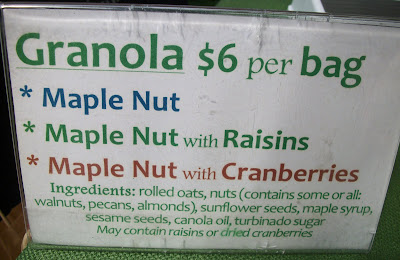 Granola $6 per bag
* Maple Nut
* Maple Nut with Raisins
* Maple Nut with Cranberries
Ingredients: rolled oats, nuts (contains some or all:
walnuts, pecans, almonds), sunflower seeds, maple syrup,
sesame seeds, canola oil, turbinado sugar
May contain raisins or dried cranberries